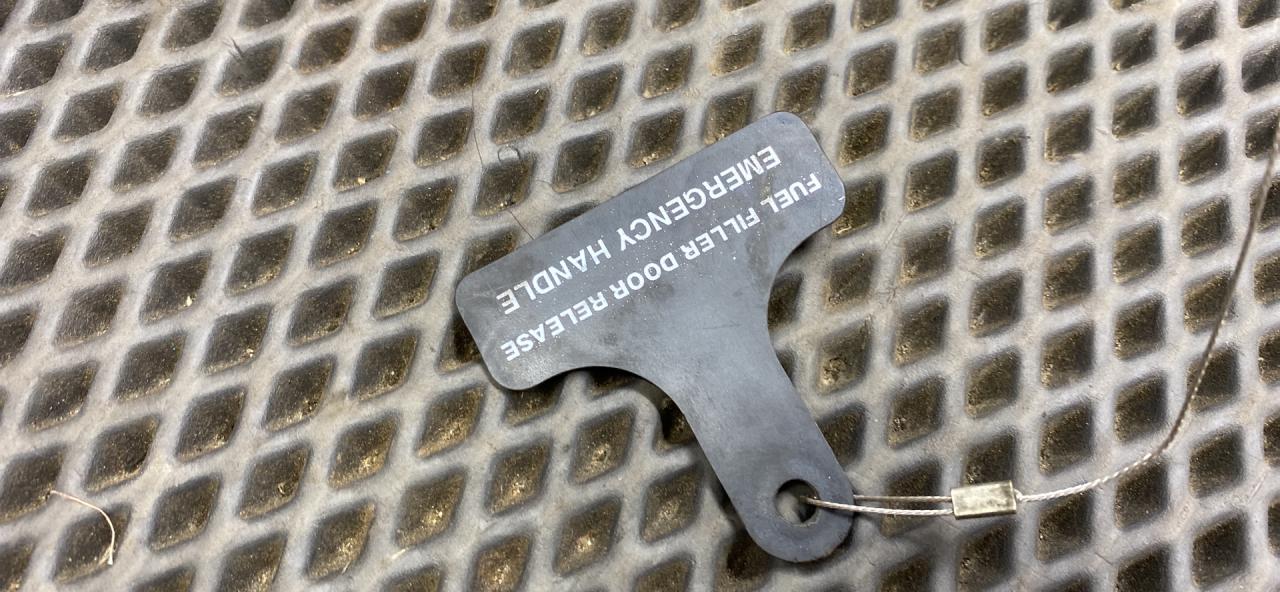 FUEL FILLER DOOR RELEASE
EMERGENCY HANDLE